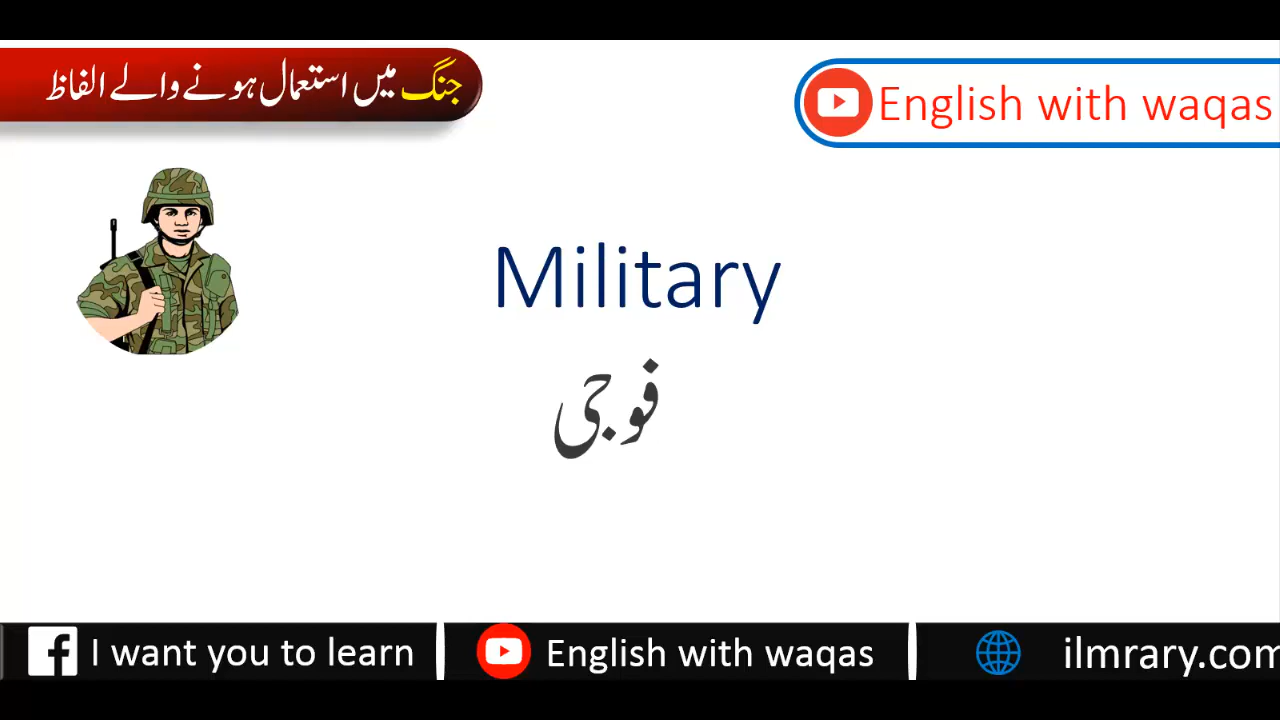 جنگ میں استعمال ہونے والے الفاظ
English with waqas
Military
فوجی
I want you to learn
English with waqas
ilmrary.com